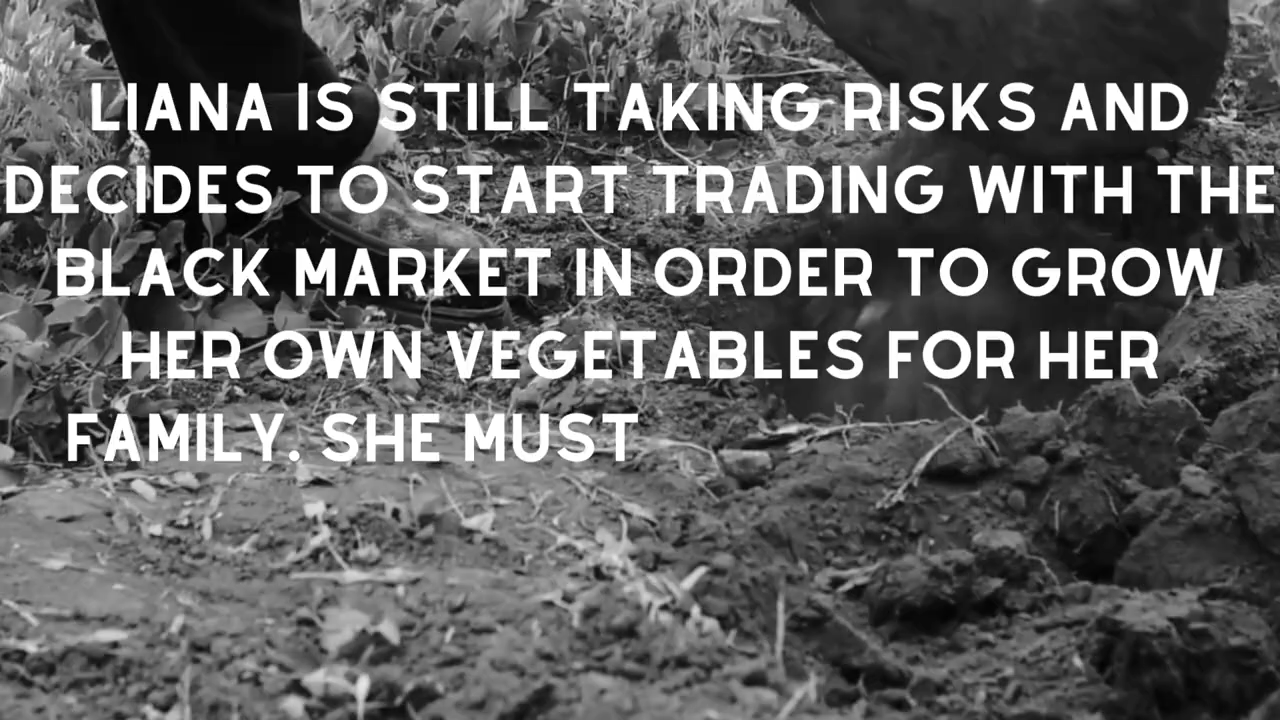 LIANA IS STILL TAKING RISKS AND
DECIDES TO START TRADING WITH THE
BLACK MARKET IN ORDER TO GROW
HER OWN VEGETABLES FOR HER
FAMILY. SHE MUST